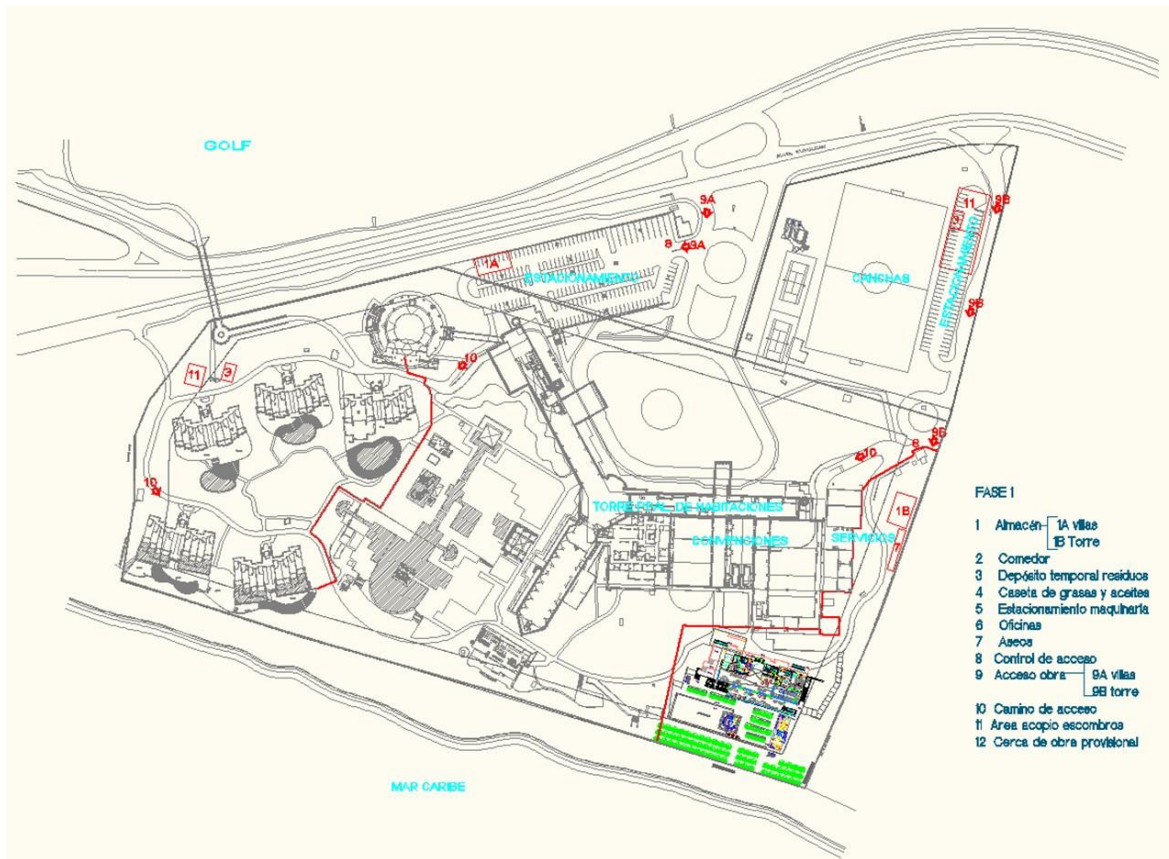 GOLF
9A
8
9A
1A
ESTACIONAMIENTO
CANCHAS
11
3
9B
ESTACIONAMIENTO
9B
10
11
3
10
10
8
9B
1B
7
TORRE PPAL. DE HABITACIONES
CONVENCIONES
SERVICIOS
MAR CARIBE
FASE 1
1 Almacén 1A villas
1B Torre
2 Comedor
3 Depósito temporal residuos
4 Caseta de grasas y aceites
5 Estacionamiento maquinaria
6 Oficinas
7 Aseos
8 Control de acceso
9 Acceso obra 9A villas
9B torre
10 Camino de acceso
11 Area acopio escombros
12 Cerca de obra provisional